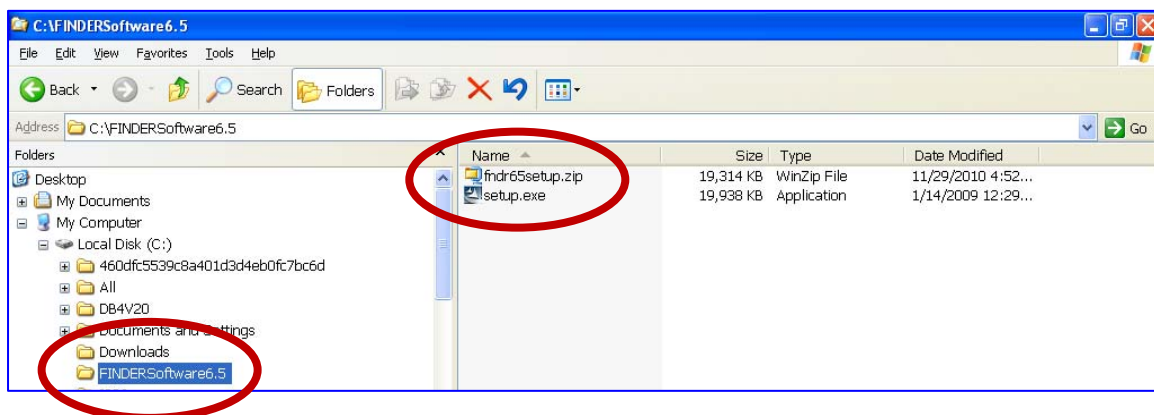 C:\FINDERSoftware6.5
File Edit View Favorites Tools Help
Back Search Folders
Address C:\FINDERSoftware6.5 Go
Folders
Name Size Type Date Modified
Desktop
My Documents
My Computer
Local Disk (C:)
460dfc5539c8a401d3d4eb0fc7bc6d
All
DB4V20
Documents and Settings
Downloads
FINDERSoftware6.5
fndr65setup.zip 19,314 KB WinZip File 11/29/2010 4:52...
setup.exe 19,938 KB Application 1/14/2009 12:29...